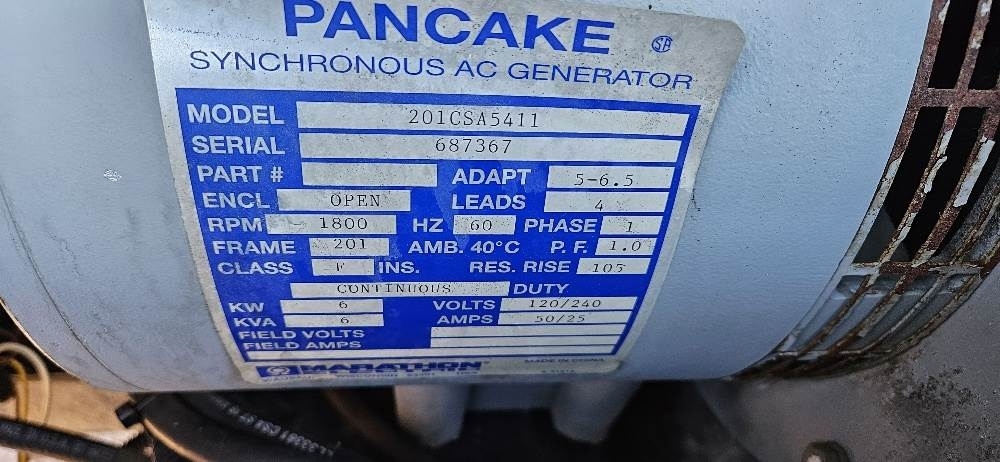 PANCAKE SA
SYNCHRONOUS AC GENERATOR
MODEL 201CSA5411
SERIAL 687367
PART # ADAPT 5-6.5
ENCL OPEN LEADS 4
RPM 1800 HZ 60 PHASE 1
FRAME 201 AMB. 40°C P. F. 1.0
CLASS F INS. RES. RISE 105
CONTINUOUS DUTY
KW 6 VOLTS 120/240
KVA 6 AMPS 50/25
FIELD VOLTS
FIELD AMPS
MARATHON MADE IN CHINA
WISCONSIN